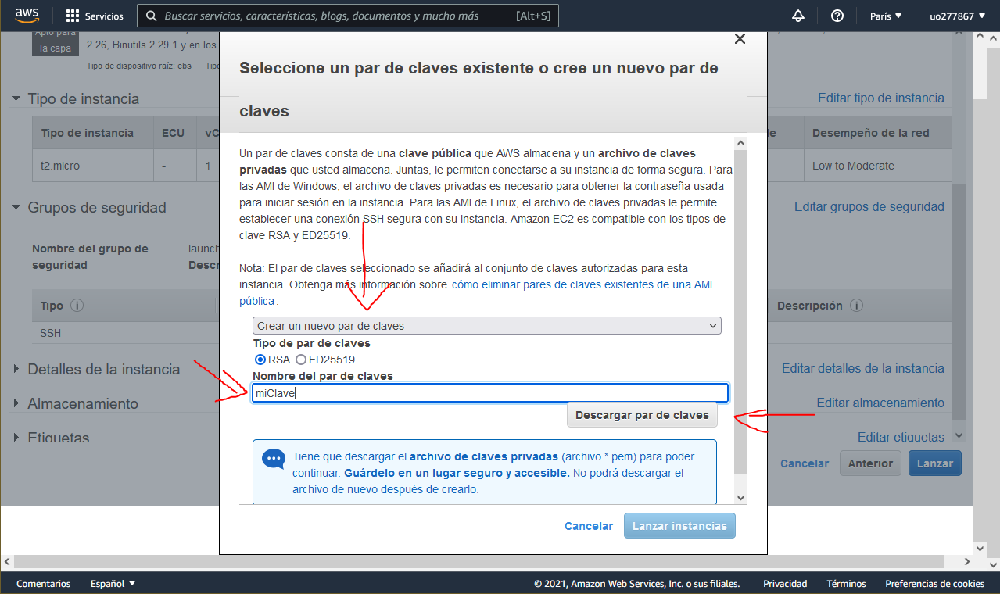 aws
Servicios
Buscar servicios, características, blogs, documentos y mucho más
[Alt+S]
París
uo277867
Apto para
la capa
2.26, Binutils 2.29.1 y en los
Tipo de dispositivo raíz: ebs
Tipo
Tipo de instancia
Editar tipo de instancia
Tipo de instancia
ECU
Desempeño de la red
t2.micro
-
1
Low to Moderate
Grupos de seguridad
Editar grupos de seguridad
Nombre del grupo de
seguridad
Tipo
Descripción
SSH
Detalles de la instancia
Editar detalles de la instancia
Almacenamiento
Editar almacenamiento
Etiquetas
Editar etiquetas
Cancelar
Anterior
Lanzar
Seleccione un par de claves existente o cree un nuevo par de
claves
Un par de claves consta de una clave pública que AWS almacena y un archivo de claves
privadas que usted almacena. Juntas, le permiten conectarse a su instancia de forma segura. Para
las AMI de Windows, el archivo de claves privadas es necesario para obtener la contraseña usada
para iniciar sesión en la instancia. Para las AMI de Linux, el archivo de claves privadas le permite
establecer una conexión SSH segura con su instancia. Amazon EC2 es compatible con los tipos de
clave RSA y ED25519.
Nota: El par de claves seleccionado se añadirá al conjunto de claves autorizadas para esta
instancia. Obtenga más información sobre cómo eliminar pares de claves existentes de una AMI
pública.
Crear un nuevo par de claves
Tipo de par de claves
RSA
ED25519
Nombre del par de claves
miClave
Descargar par de claves
Tiene que descargar el archivo de claves privadas (archivo *.pem) para poder
continuar. Guárdelo en un lugar seguro y accesible. No podrá descargar el
archivo de nuevo después de crearlo.
Cancelar
Lanzar instancias
Comentarios
Español
© 2021, Amazon Web Services, Inc. o sus filiales.
Privacidad
Términos
Preferencias de cookies